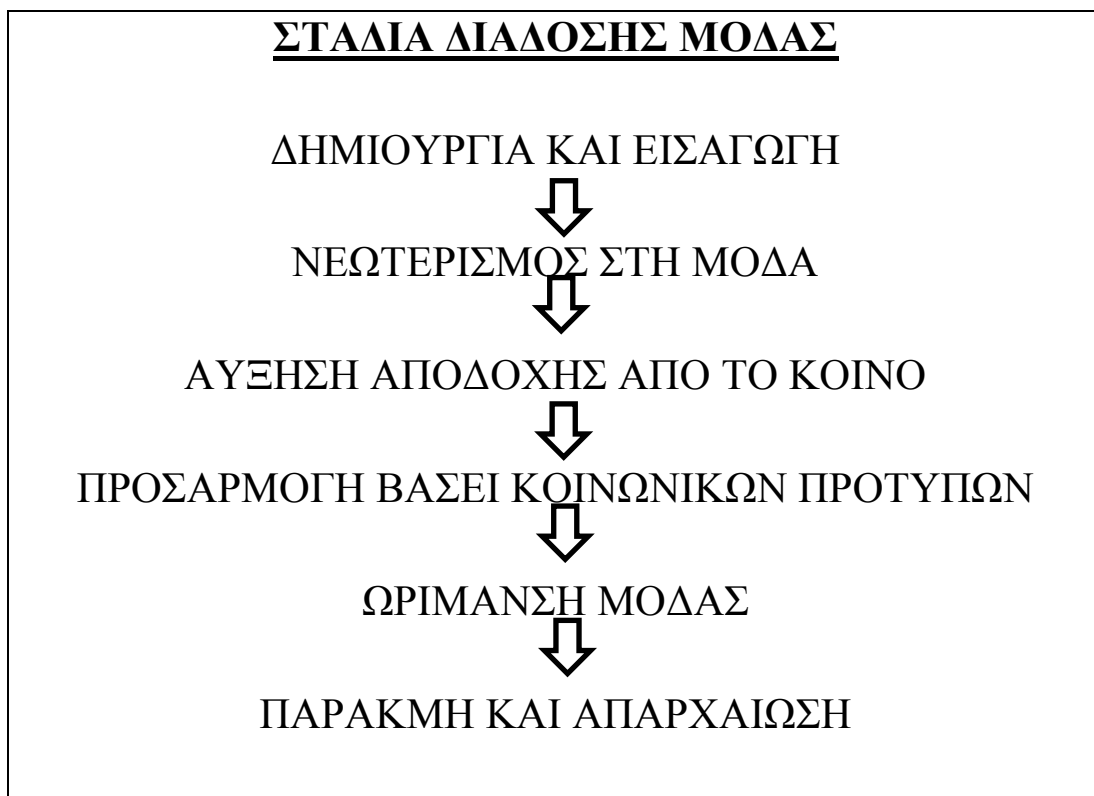 ΣΤΑΔΙΑ ΔΙΑΔΟΣΗΣ ΜΟΔΑΣ
ΔΗΜΙΟΥΡΓΙΑ ΚΑΙ ΕΙΣΑΓΩΓΗ
ΝΕΩΤΕΡΙΣΜΟΣ ΣΤΗ ΜΟΔΑ
ΑΥΞΗΣΗ ΑΠΟΔΟΧΗΣ ΑΠΟ ΤΟ ΚΟΙΝΟ
ΠΡΟΣΑΡΜΟΓΗ ΒΑΣΕΙ ΚΟΙΝΩΝΙΚΩΝ ΠΡΟΤΥΠΩΝ
ΩΡΙΜΑΝΣΗ ΜΟΔΑΣ
ΠΑΡΑΚΜΗ ΚΑΙ ΑΠΑΡΧΑΙΩΣΗ